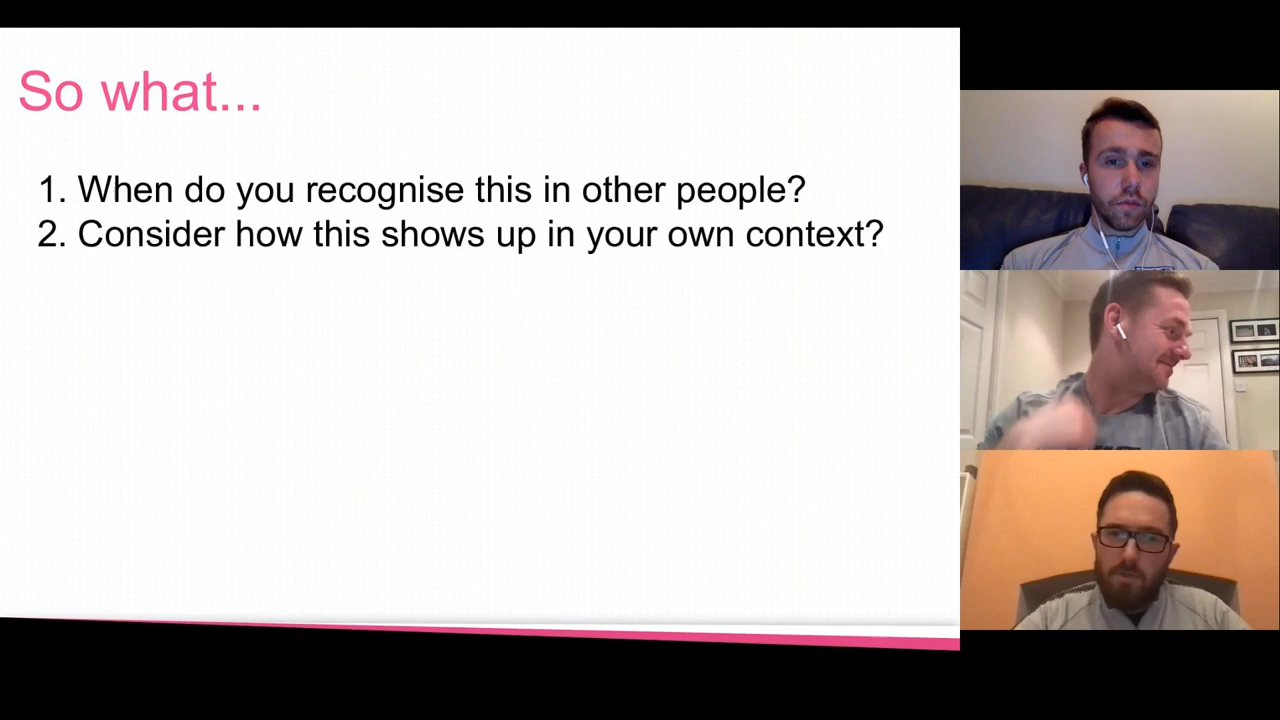 So what...
1. When do you recognise this in other people?
2. Consider how this shows up in your own context?